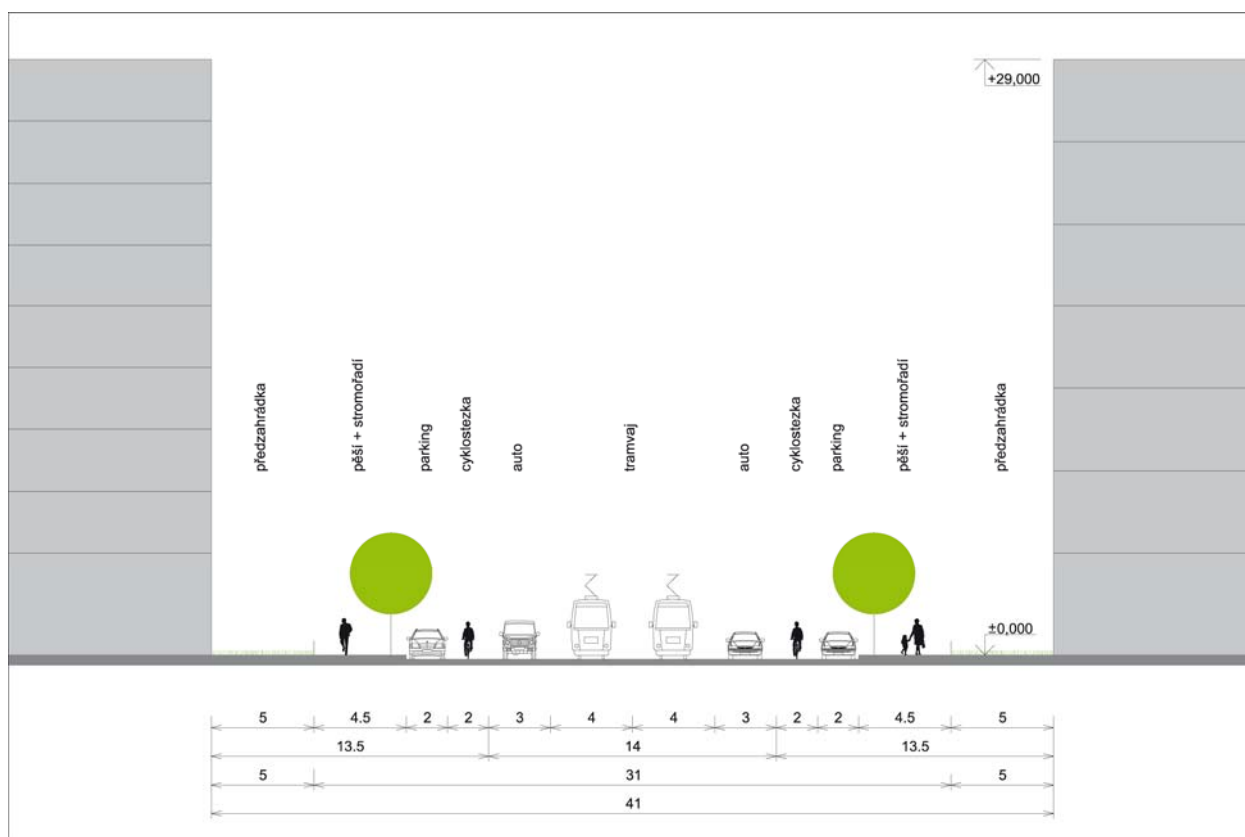 +29,000
předzahrádka
pěší + stromořadí
parking
cyklostezka
auto
tramvaj
auto
cyklostezka
parking
pěší + stromořadí
předzahrádka
±0,000
5 4.5 2 2 3 4 4 3 2 2 4.5 5
13.5 14 13.5
5 31 5
41